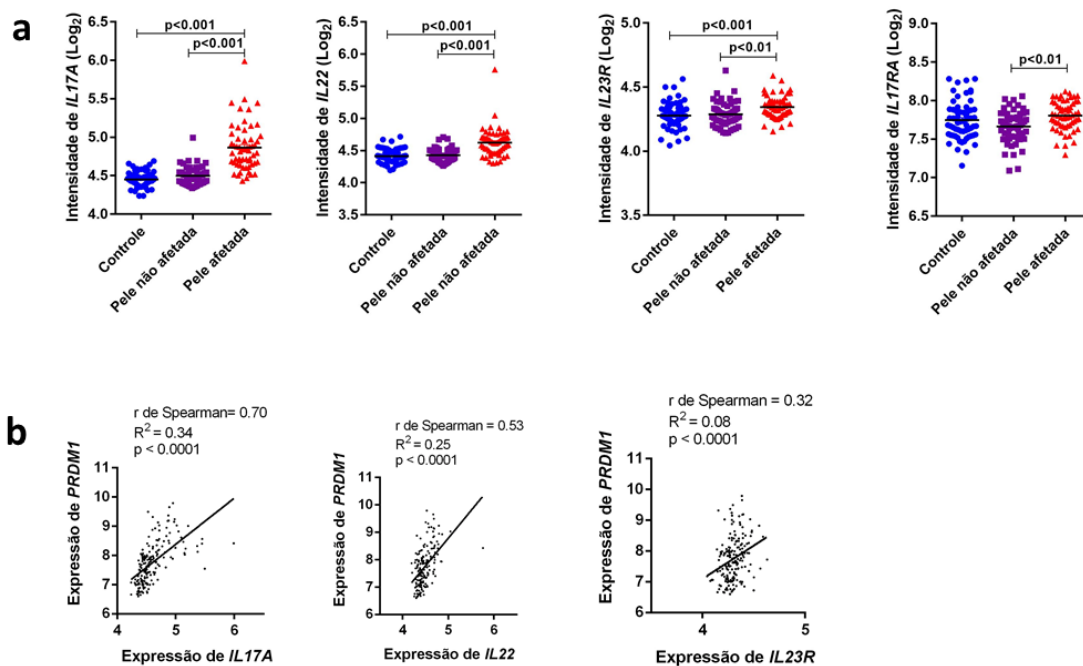 a
Intensidade de IL17A (Log2)
6.5
6.0
5.5
5.0
4.5
4.0
p<0.001
p<0.001
Controle
Pele não afetada
Pele afetada
Intensidade de IL22 (Log2)
6.5
6.0
5.5
5.0
4.5
4.0
3.5
p<0.001
p<0.001
Controle
Pele não afetada
Pele não afetada
Intensidade de IL23R (Log2)
5.0
4.5
4.0
3.5
p<0.001
p<0.01
Controle
Pele não afetada
Pele afetada
Intensidade de IL17RA (Log2)
9.0
8.5
8.0
7.5
7.0
6.5
p<0.01
Controle
Pele não afetada
Pele afetada
b
r de Spearman= 0.70
R2 = 0.34
p < 0.0001
Expressão de PRDM1
11
10
9
8
7
6
4
5
6
Expressão de IL17A
r de Spearman = 0.53
R2 = 0.25
p < 0.0001
Expressão de PRDM1
11
10
9
8
7
6
4
5
6
Expressão de IL22
r de Spearman = 0.32
R2 = 0.08
p < 0.0001
Expressão de PRDM1
11
10
9
8
7
6
4
5
Expressão de IL23R